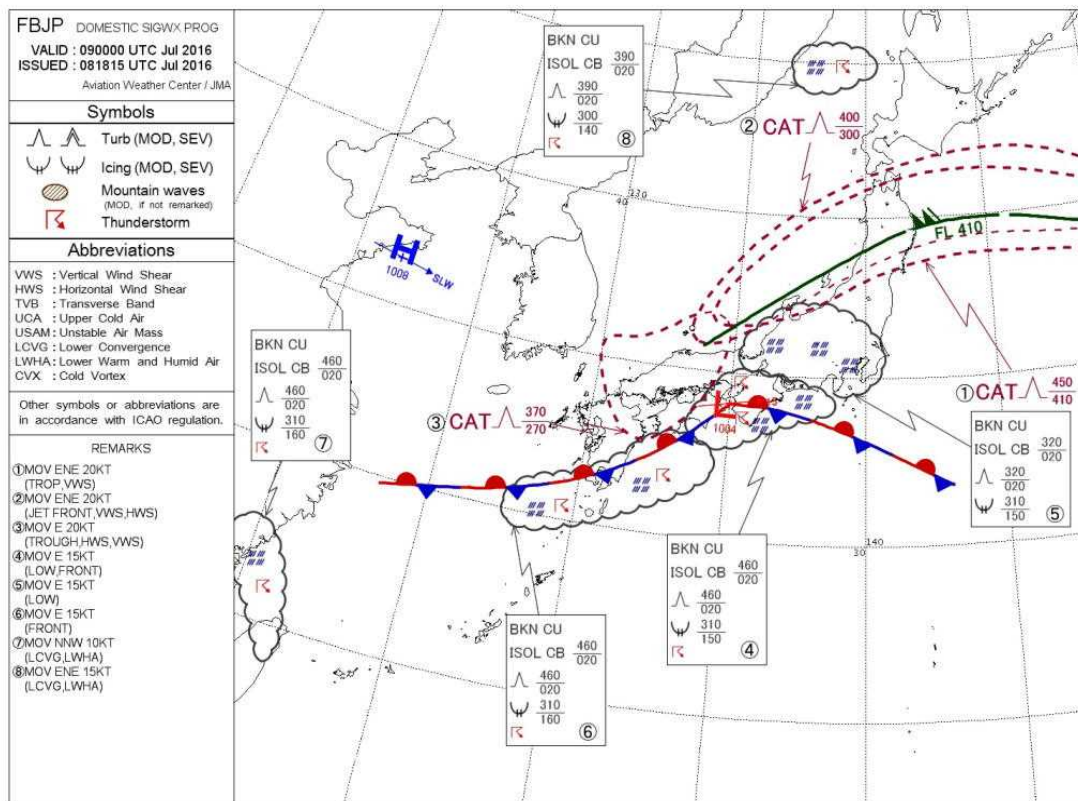 FBJP DOMESTIC SIGWX PROG
VALID : 090000 UTC Jul 2016
ISSUED : 081815 UTC Jul 2016
Aviation Weather Center / JMA
Symbols
Turb (MOD, SEV)
Icing (MOD, SEV)
Mountain waves
(MOD, if not remarked)
Thunderstorm
Abbreviations
VWS : Vertical Wind Shear
HWS : Horizontal Wind Shear
TVB : Transverse Band
UCA : Upper Cold Air
USAM : Unstable Air Mass
LCVG : Lower Convergence
LWHA : Lower Warm and Humid Air
CVX : Cold Vortex
Other symbols or abbreviations are
in accordance with ICAO regulation.
REMARKS
①MOV ENE 20KT
(TROP,VWS)
②MOV ENE 20KT
(JET FRONT,VWS,HWS)
③MOV E 20KT
(TROUGH,HWS,VWS)
④MOV E 15KT
(LOW,FRONT)
⑤MOV E 15KT
(LOW)
⑥MOV E 15KT
(FRONT)
⑦MOV NNW 10KT
(LCVG,LWHA)
⑧MOV ENE 15KT
(LCVG,LWHA)
BKN CU
ISOL CB 390
020
390
020
300
140
⑧
② CAT 400
300
40
130
FL 410
H
1008
SLW
BKN CU
ISOL CB 460
020
460
020
310
160
⑦
③ CAT 370
270
L
1004
① CAT 450
410
BKN CU
ISOL CB 320
020
320
020
310
150
⑤
30
140
BKN CU
ISOL CB 460
020
460
020
310
150
④
BKN CU
ISOL CB 460
020
460
020
310
160
⑥